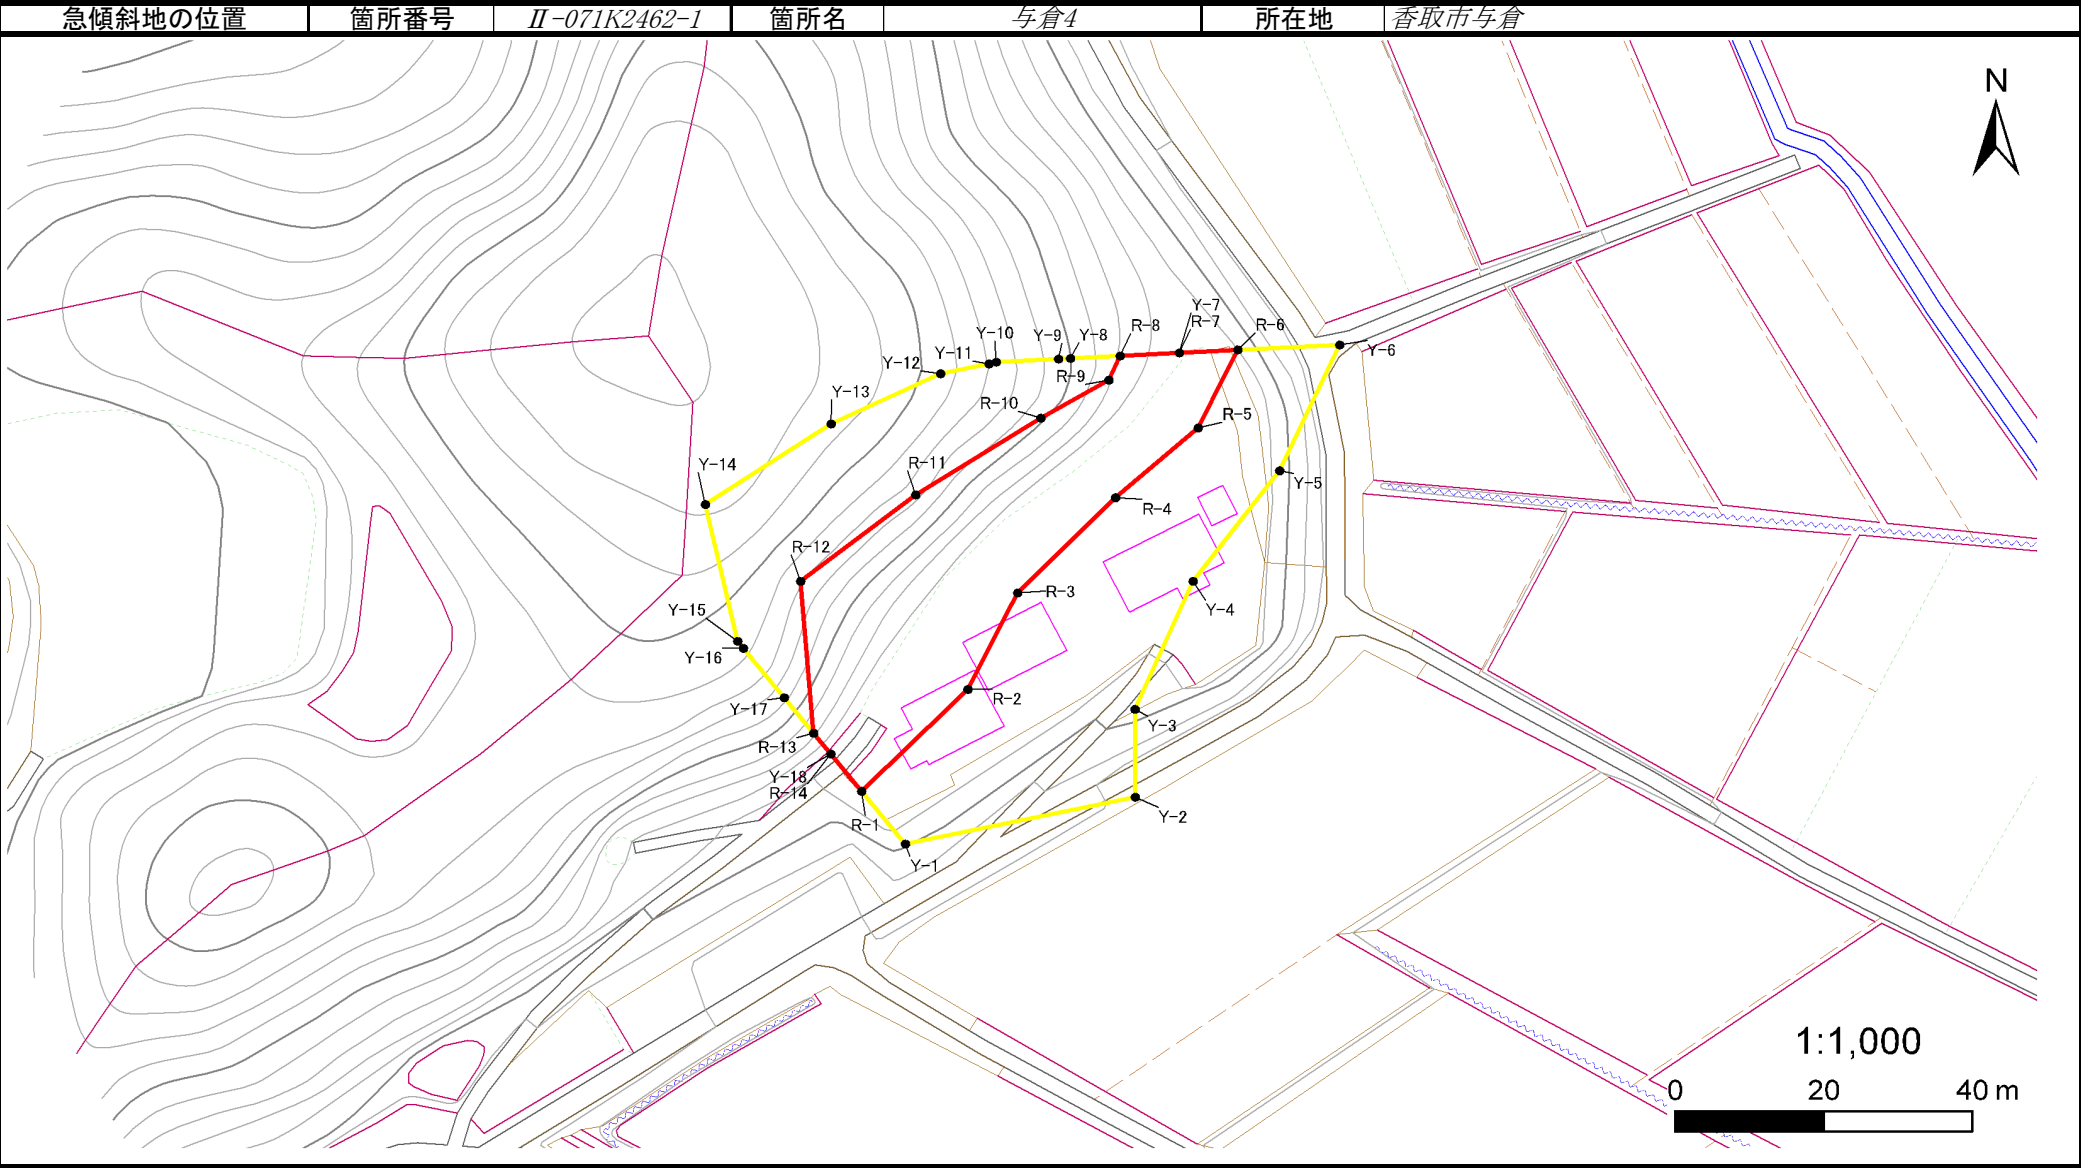 急傾斜地の位置 箇所番号 Ⅱ-071K2462-1 箇所名 与倉4 所在地 香取市与倉
N
Y-7
R-7
R-8
R-6
Y-6
Y-10
Y-9
Y-8
Y-11
Y-12
R-9
Y-13
R-10
R-5
Y-14
R-11
Y-5
R-4
R-12
R-3
Y-4
Y-15
Y-16
R-2
Y-17
Y-3
R-13
Y-18
R-14
R-1
Y-2
Y-1
1:1,000
0 20 40 m